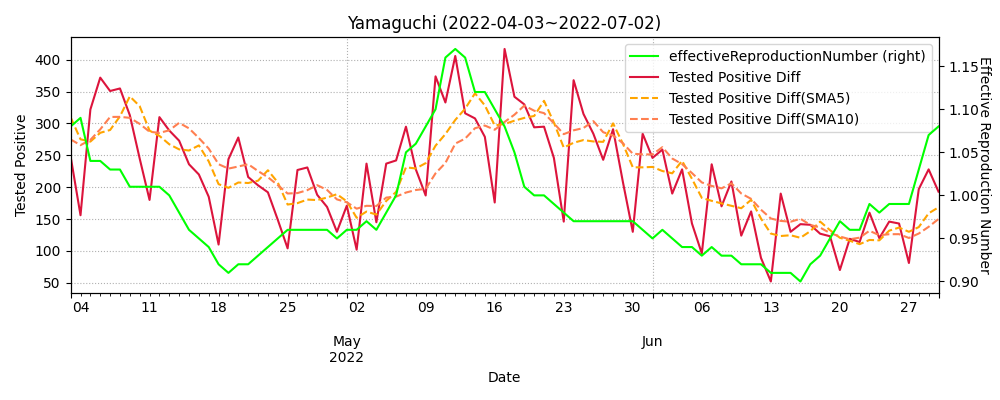 Yamaguchi (2022-04-03~2022-07-02)
effectiveReproductionNumber (right)
Tested Positive Diff
Tested Positive Diff(SMA5)
Tested Positive Diff(SMA10)
Tested Positive
400
350
300
250
200
150
100
50
1.15
1.10
1.05
1.00
0.95
0.90
Effective Reproduction Number
04 11 18 25 02 09 16 23 30 06 13 20 27
May Jun
2022
Date